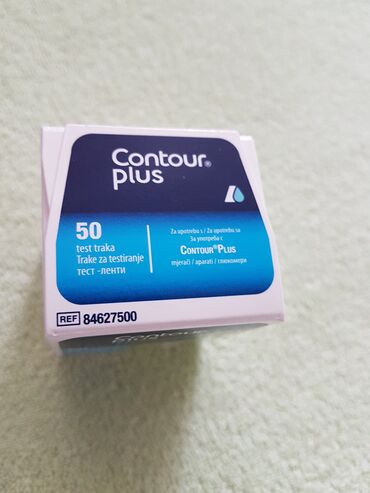 Contour®
plus
50
test traka
Trake za testiranje
тест -ленти
Za upotrebu s / Za upotrebu sa
За употреба с
CONTOUR®PLUS
mjerači / aparati / глюкомери
REF 84627500
Contour®